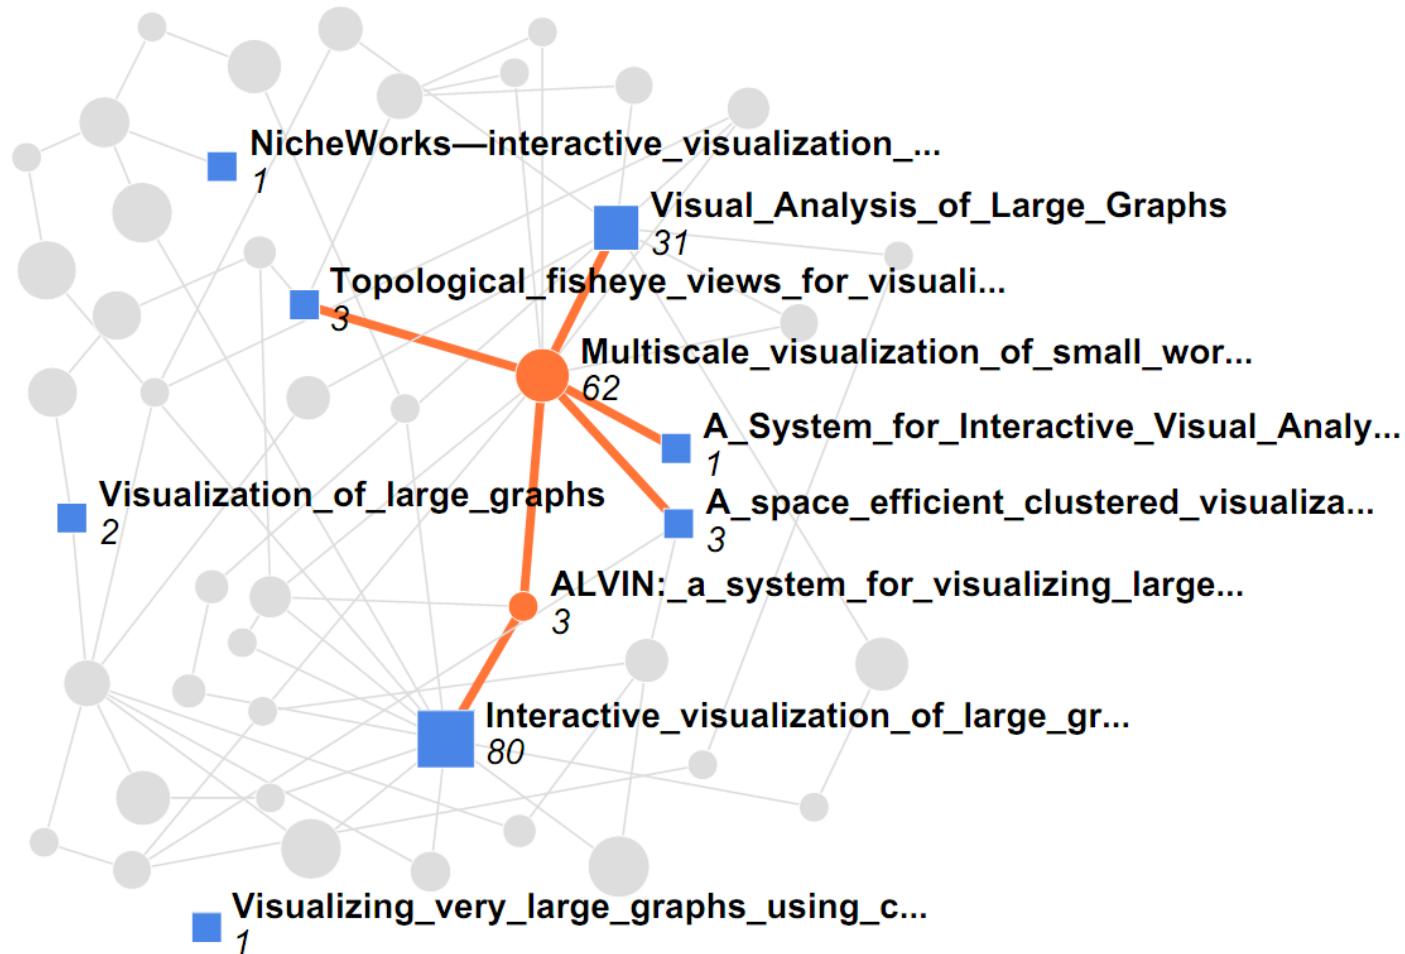 NicheWorks—interactive_visualization_...
1
Visual_Analysis_of_Large_Graphs
31
Topological_fisheye_views_for_visuali...
3
Multiscale_visualization_of_small_wor...
62
A_System_for_Interactive_Visual_Analy...
1
Visualization_of_large_graphs
2
A_space_efficient_clustered_visualiza...
3
ALVIN:_a_system_for_visualizing_large...
3
Interactive_visualization_of_large_gr...
80
Visualizing_very_large_graphs_using_c...
1